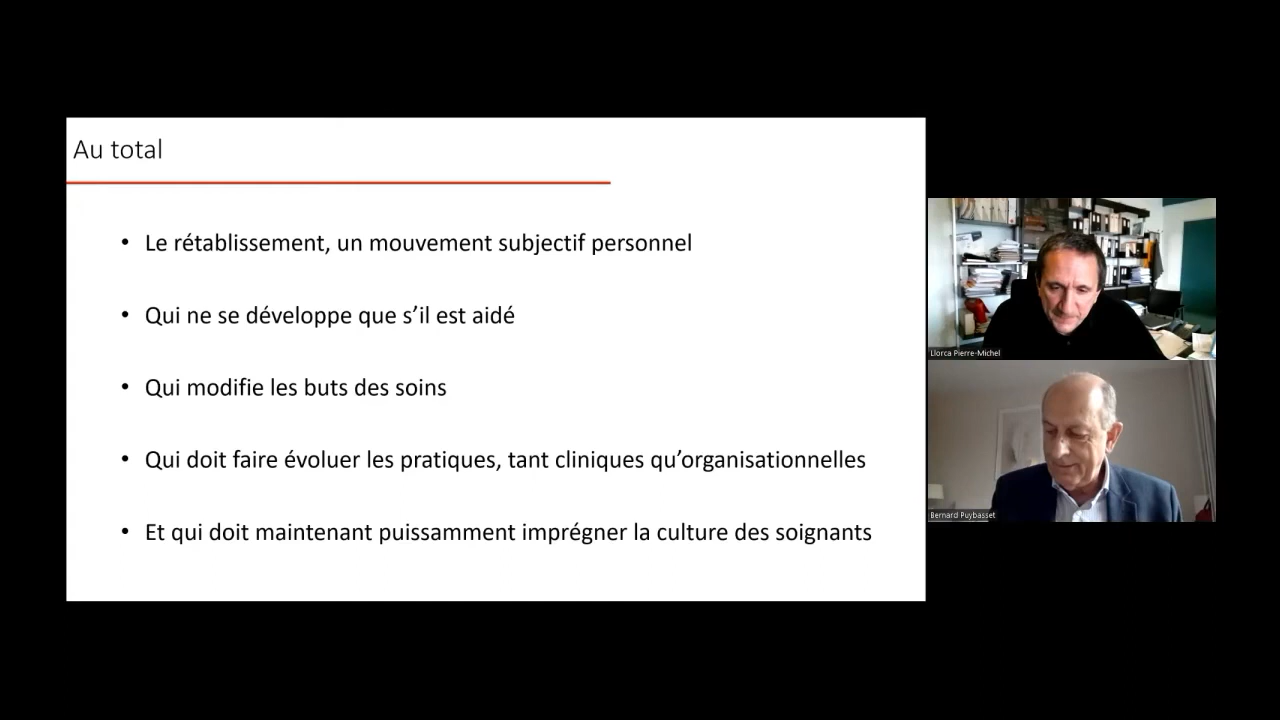 Au total
• Le rétablissement, un mouvement subjectif personnel
• Qui ne se développe que s’il est aidé
• Qui modifie les buts des soins
• Qui doit faire évoluer les pratiques, tant cliniques qu’organisationnelles
• Et qui doit maintenant puissamment imprégner la culture des soignants
Llorca Pierre-Michel
Bernard Puybasset